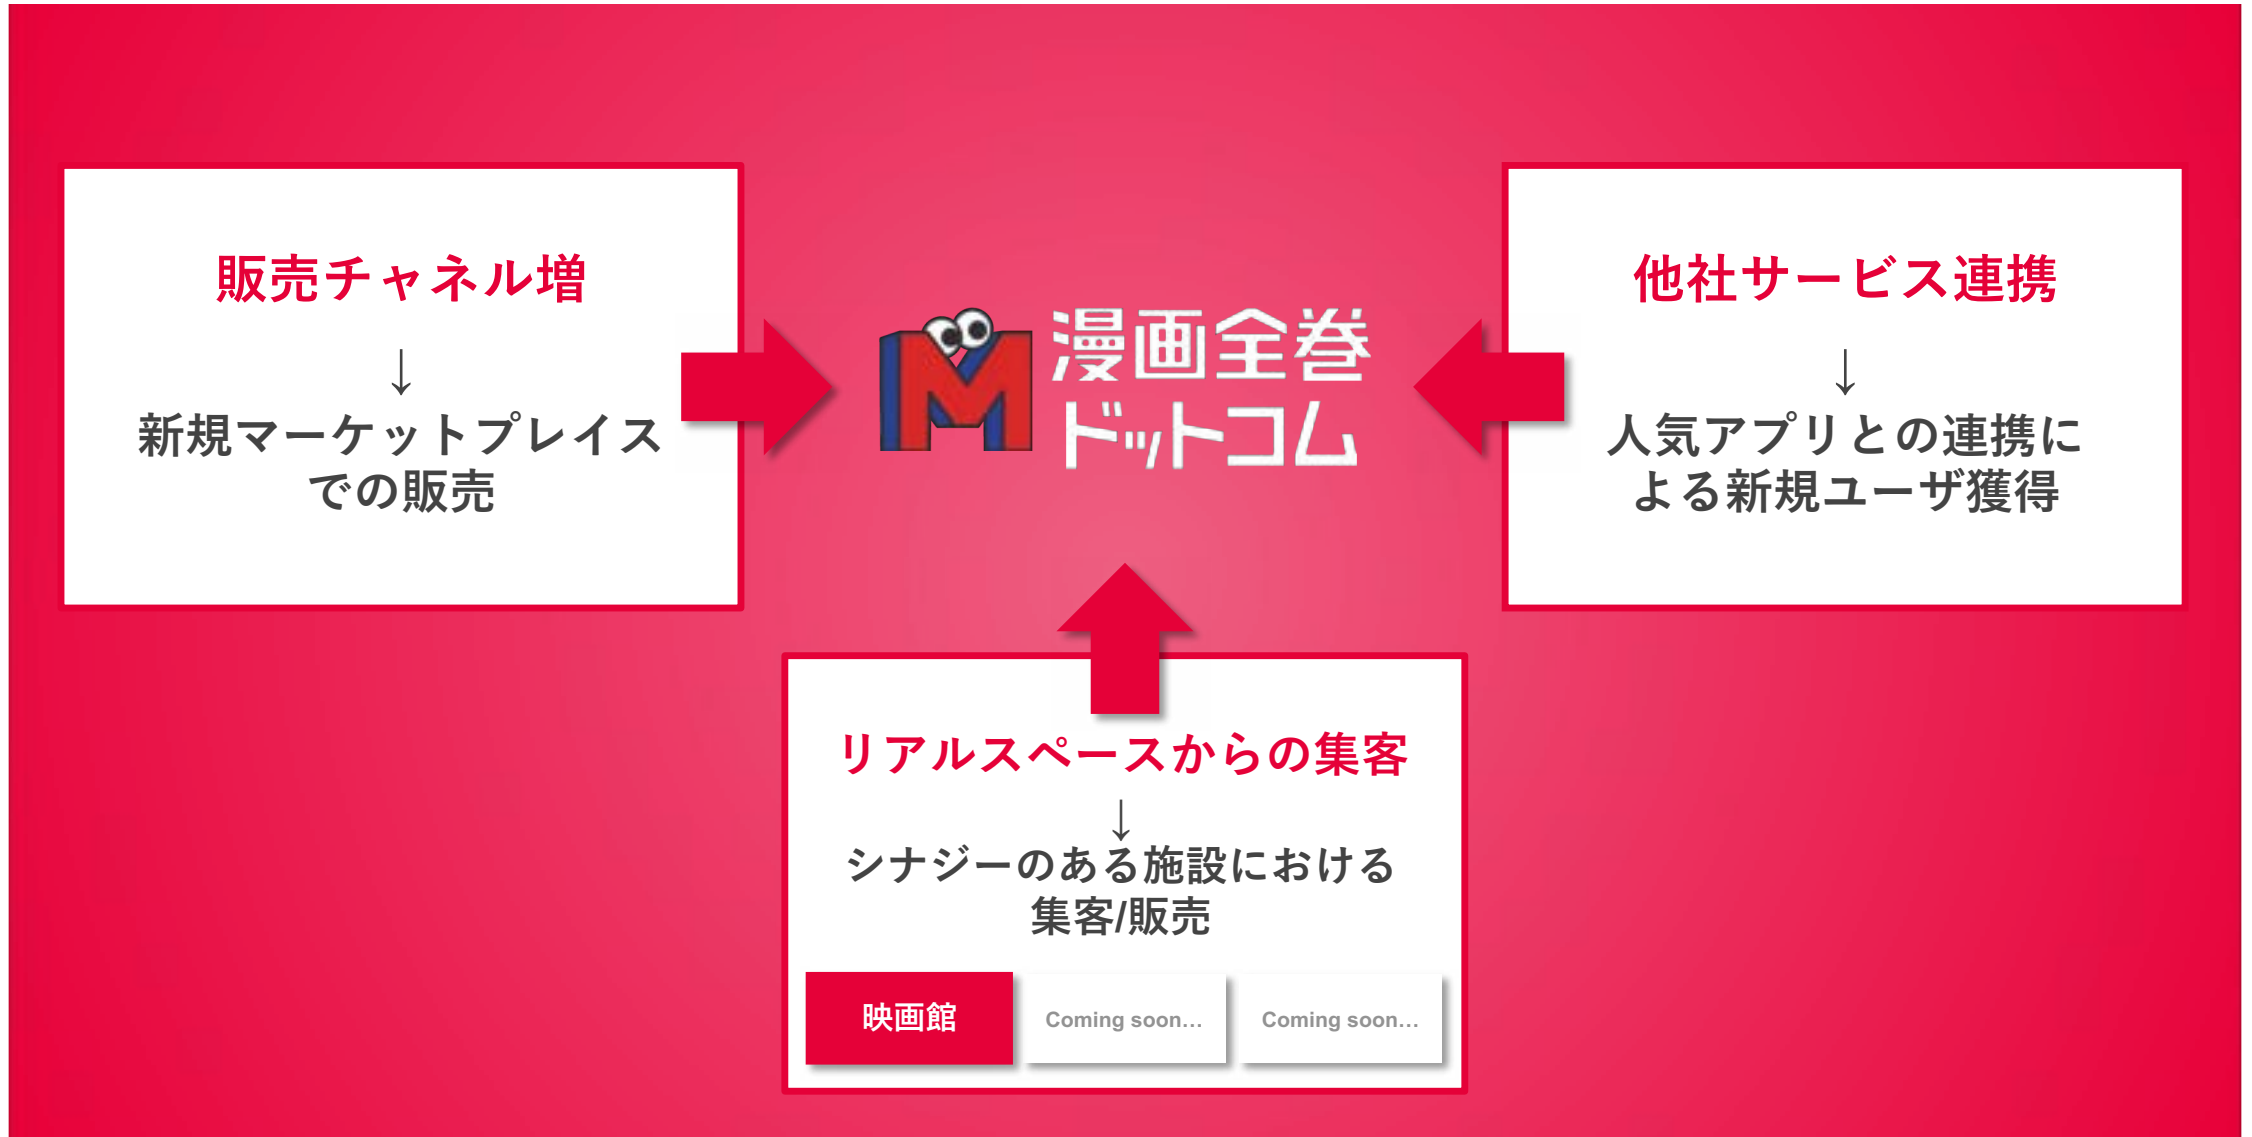 販売チャネル増
↓
新規マーケットプレイス
での販売
漫画全巻
ドットコム
他社サービス連携
↓
人気アプリとの連携に
よる新規ユーザ獲得
リアルスペースからの集客
↓
シナジーのある施設における
集客/販売
映画館
Coming soon…
Coming soon…